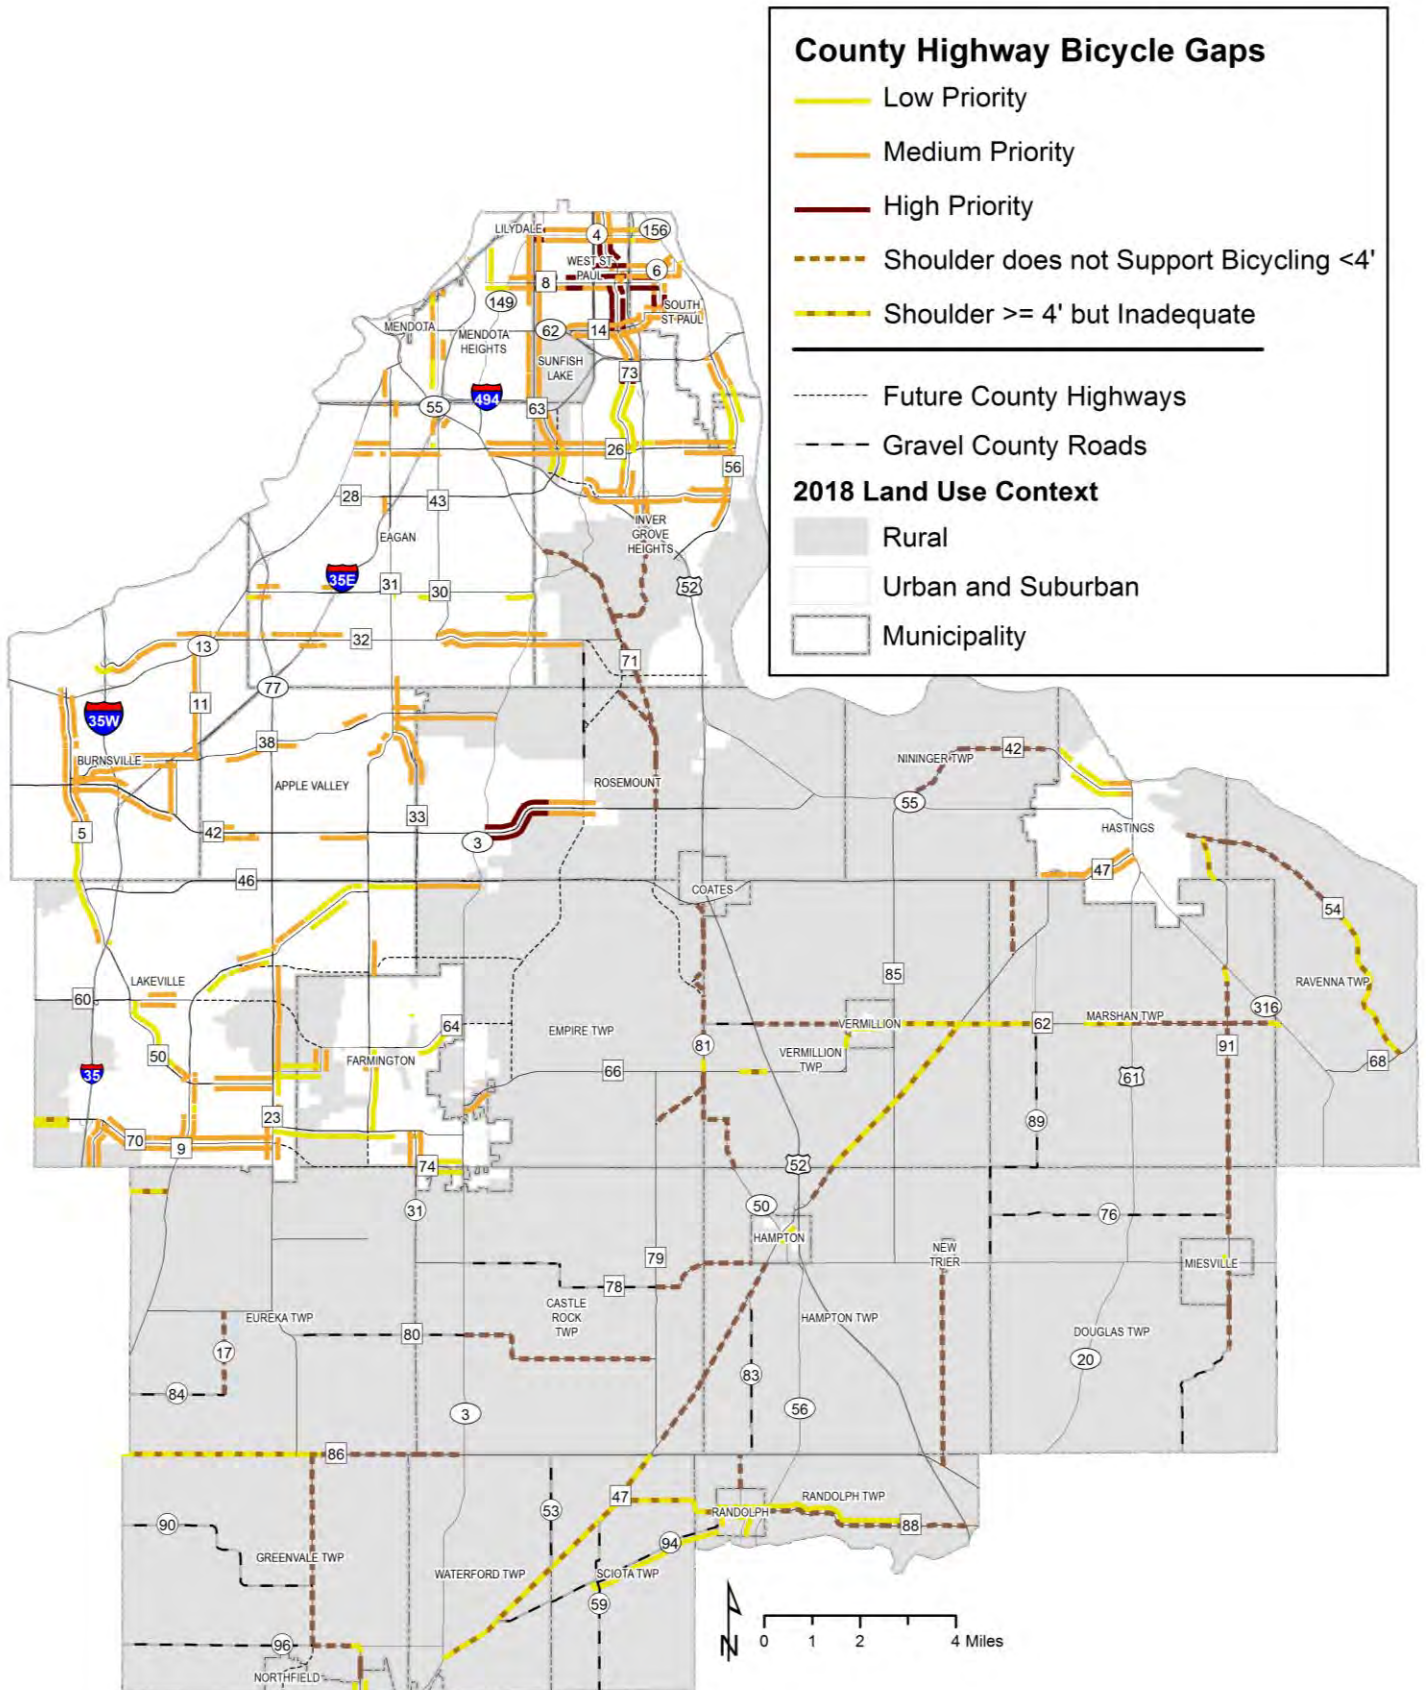 County Highway Bicycle Gaps
Low Priority
Medium Priority
High Priority
Shoulder does not Support Bicycling <4'
Shoulder >= 4' but Inadequate
Future County Highways
Gravel County Roads
2018 Land Use Context
Rural
Urban and Suburban
Municipality
LILYDALE
4
156
WEST ST
PAUL
6
8
149
SOUTH
ST PAUL
MENDOTA
MENDOTA
HEIGHTS
62
14
SUNFISH
LAKE
73
494
55
63
26
56
28
43
INVER
GROVE
HEIGHTS
EAGAN
35E
31
30
52
13
32
71
77
11
35W
38
BURNSVILLE
APPLE VALLEY
ROSEMOUNT
NININGER TWP
42
55
5
42
33
3
HASTINGS
47
46
COATES
54
LAKEVILLE
85
RAVENNA TWP
60
64
EMPIRE TWP
VERMILLION
62
MARSHAN TWP
316
50
FARMINGTON
81
VERMILLION
TWP
91
35
66
61
68
23
89
70
9
74
52
31
50
76
HAMPTON
79
NEW
TRIER
MIESVILLE
78
EUREKA TWP
CASTLE
ROCK
TWP
HAMPTON TWP
DOUGLAS TWP
80
17
20
84
83
3
56
86
47
53
RANDOLPH TWP
RANDOLPH
88
90
94
GREENVALE TWP
WATERFORD TWP
SCIOTA TWP
59
96
NORTHFIELD
N
0 1 2 4 Miles